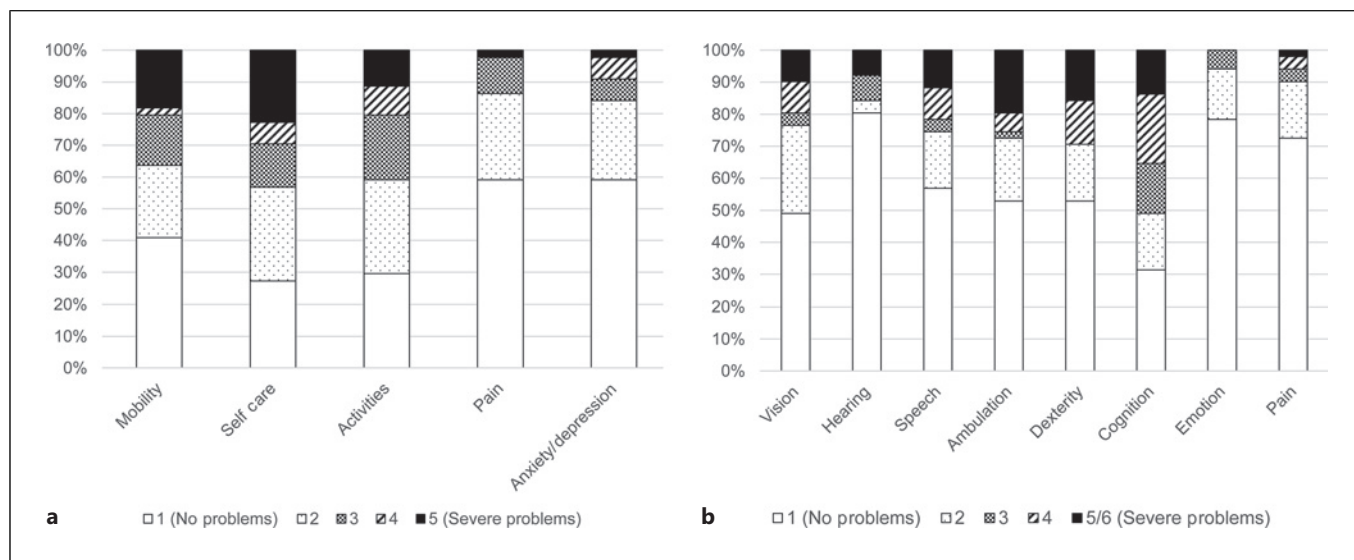 100%
90%
80%
70%
60%
50%
40%
30%
20%
10%
0%
Mobility
Self care
Activities
Pain
Anxiety/depression
a
1 (No problems) 2 3 4 5 (Severe problems)
100%
90%
80%
70%
60%
50%
40%
30%
20%
10%
0%
Vision
Hearing
Speech
Ambulation
Dexterity
Cognition
Emotion
Pain
b
1 (No problems) 2 3 4 5/6 (Severe problems)